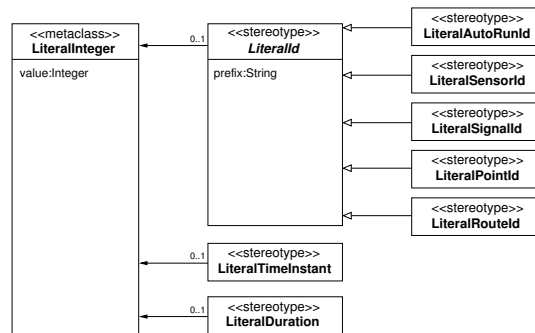 <<metaclass>>
LiteralInteger
value:Integer
0..1
<<stereotype>>
LiteralId
prefix:String
<<stereotype>>
LiteralAutoRunId
<<stereotype>>
LiteralSensorId
<<stereotype>>
LiteralSignalId
<<stereotype>>
LiteralPointId
<<stereotype>>
LiteralRouteId
0..1
<<stereotype>>
LiteralTimeInstant
0..1
<<stereotype>>
LiteralDuration